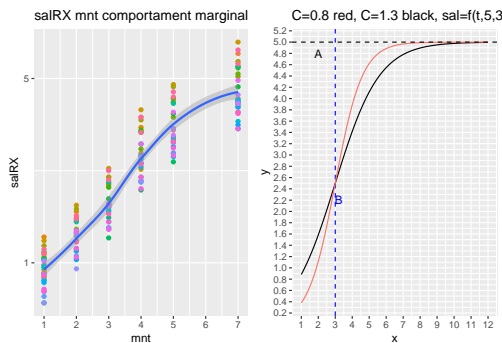 salRX mnt comportament marginal
salRX
5
1
1 2 3 4 5 6 7
mnt
C=0.8 red, C=1.3 black, sal=f(t,5,3
y
5.2
5.0
4.8
4.6
4.4
4.2
4.0
3.8
3.6
3.4
3.2
3.0
2.8
2.6
2.4
2.2
2.0
1.8
1.6
1.4
1.2
1.0
0.8
0.6
0.4
0.2
A
B
1 2 3 4 5 6 7 8 9 10 11 12
x